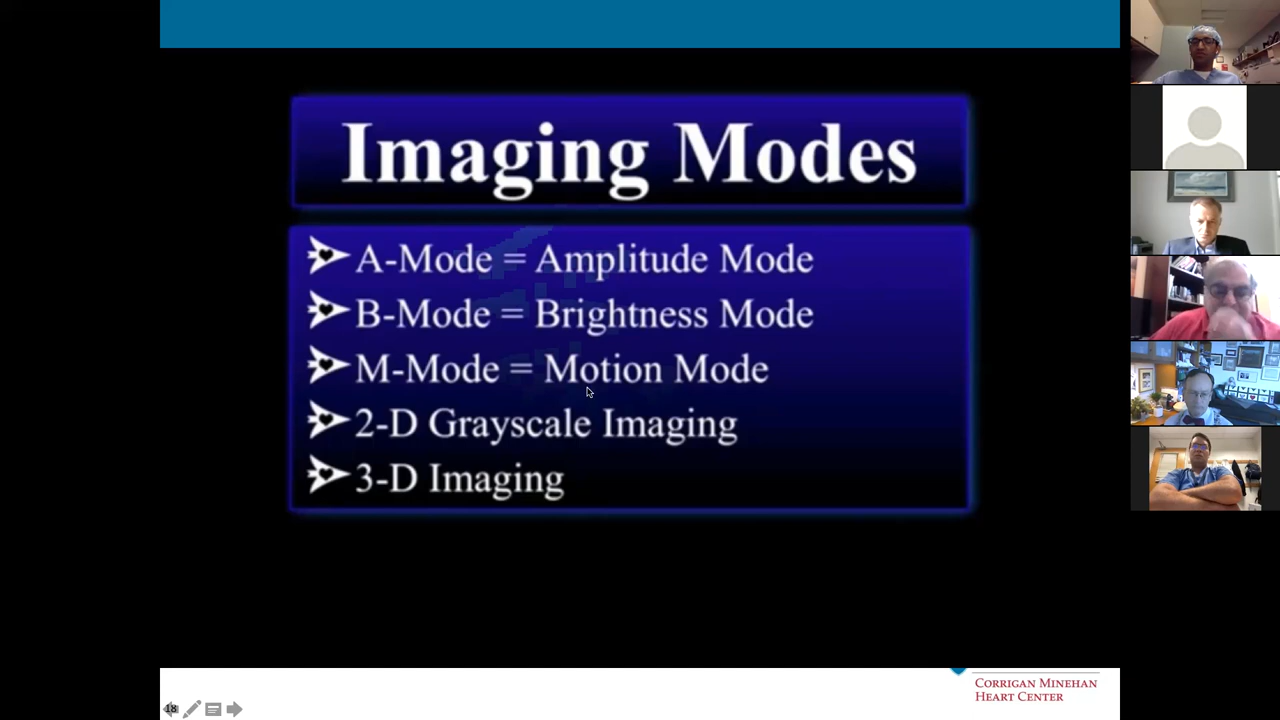 Imaging Modes
A-Mode = Amplitude Mode
B-Mode = Brightness Mode
M-Mode = Motion Mode
2-D Grayscale Imaging
3-D Imaging
18
CORRIGAN MINEHAN
HEART CENTER